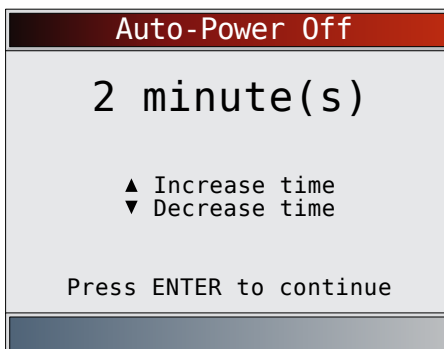 Auto-Power Off
2 minute(s)
▲ Increase time
▼ Decrease time
Press ENTER to continue